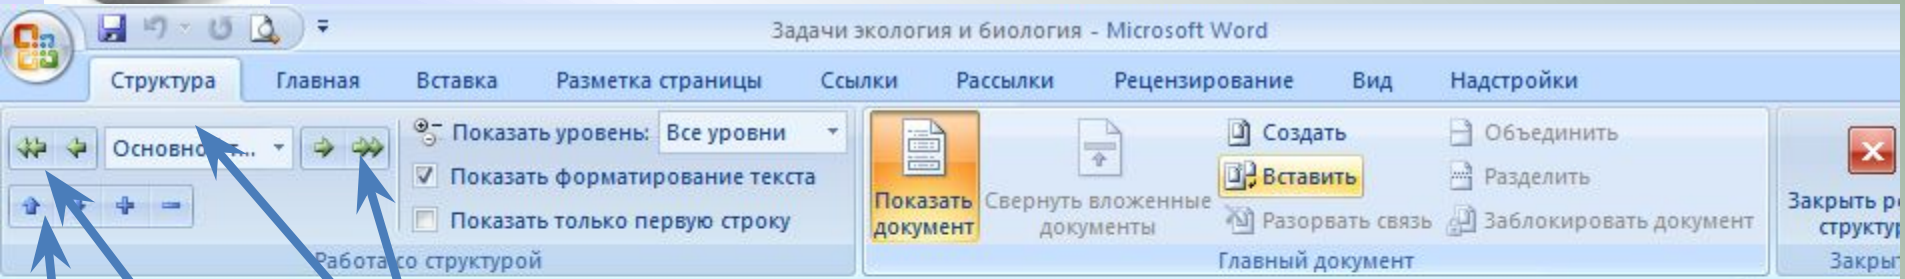 Задачи экология и биология - Microsoft Word
Структура Главная Вставка Разметка страницы Ссылки Рассылки Рецензирование Вид Надстройки
Показать уровень: Все уровни
Показать форматирование текста
Показать только первую строку
Работа со структурой
Показать
документ
Свернуть вложенные
документы
Создать
Вставить
Разорвать связь
Объединить
Разделить
Заблокировать документ
Главный документ
Закрыть